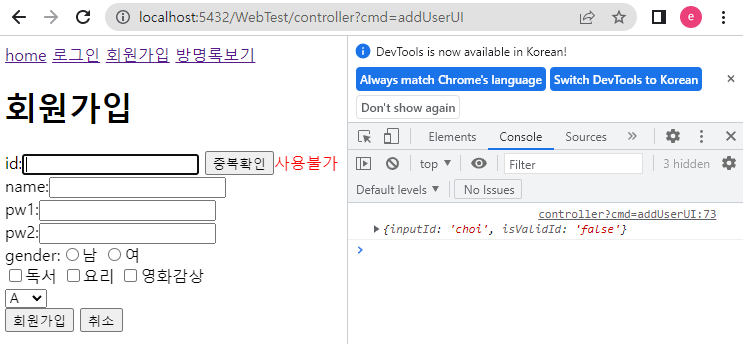 localhost:5432/WebTest/controller?cmd=addUserUI
e
home 로그인 회원가입 방명록보기
회원가입
id: 중복확인 사용불가
name:
pw1:
pw2:
gender: 남 여
독서 요리 영화감상
A
회원가입 취소
DevTools is now available in Korean!
Always match Chrome's language Switch DevTools to Korean
Don't show again
Elements Console Sources
top Filter 3 hidden
Default levels No Issues
controller?cmd=addUserUI:73
{inputId: 'choi', isValidId: 'false'}